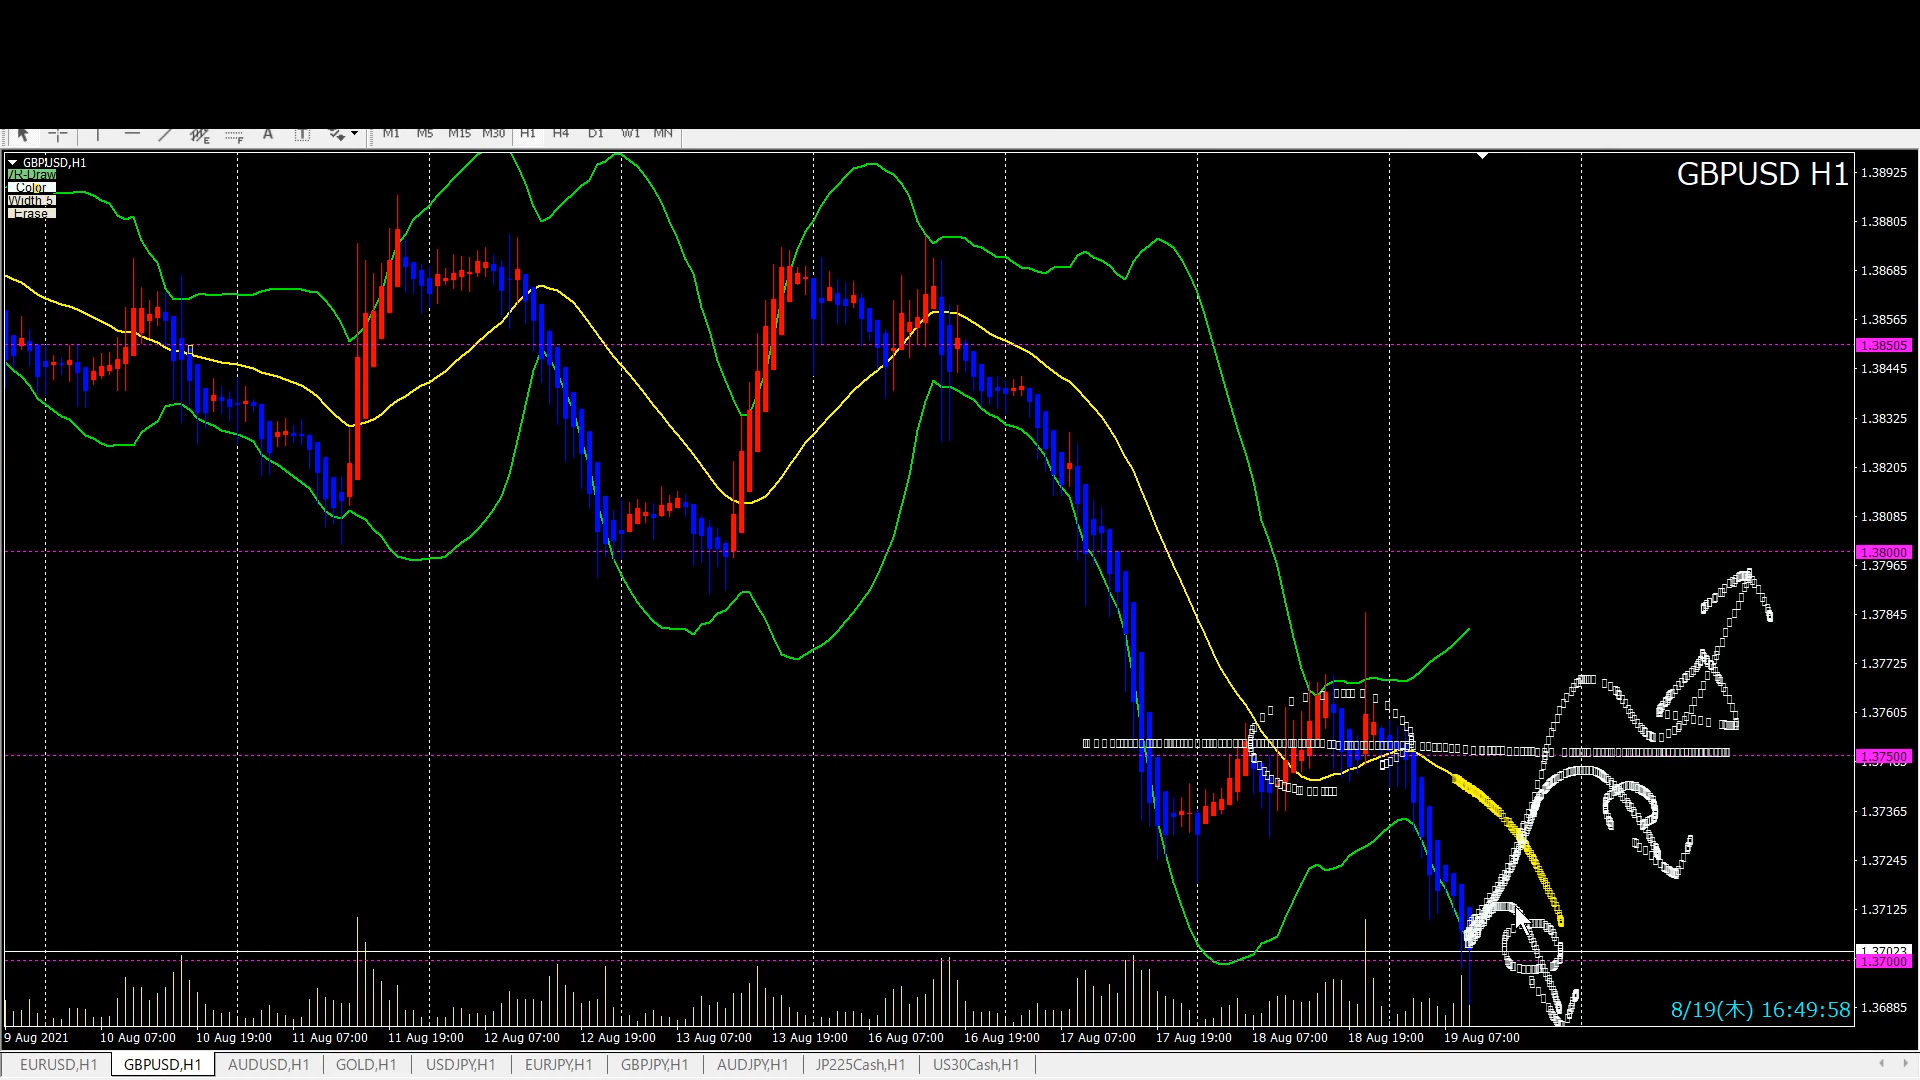 M1 M5 M15 M30 H1 H4 D1 W1 MN
GBPUSD,H1
GBPUSD H1
/R-Draw
Color
Width 5
Erase
1.38925
1.38805
1.38685
1.38565
1.38505
1.38445
1.38325
1.38205
1.38085
1.38000
1.37965
1.37845
1.37725
1.37605
1.37500
1.37365
1.37245
1.37125
1.37023
1.37000
1.36885
8/19(木) 16:49:58
9 Aug 2021 10 Aug 07:00 10 Aug 19:00 11 Aug 07:00 11 Aug 19:00 12 Aug 07:00 12 Aug 19:00 13 Aug 07:00 13 Aug 19:00 16 Aug 07:00 16 Aug 19:00 17 Aug 07:00 17 Aug 19:00 18 Aug 07:00 18 Aug 19:00 19 Aug 07:00
EURUSD,H1 GBPUSD,H1 AUDUSD,H1 GOLD,H1 USDJPY,H1 EURJPY,H1 GBPJPY,H1 AUDJPY,H1 JP225Cash,H1 US30Cash,H1